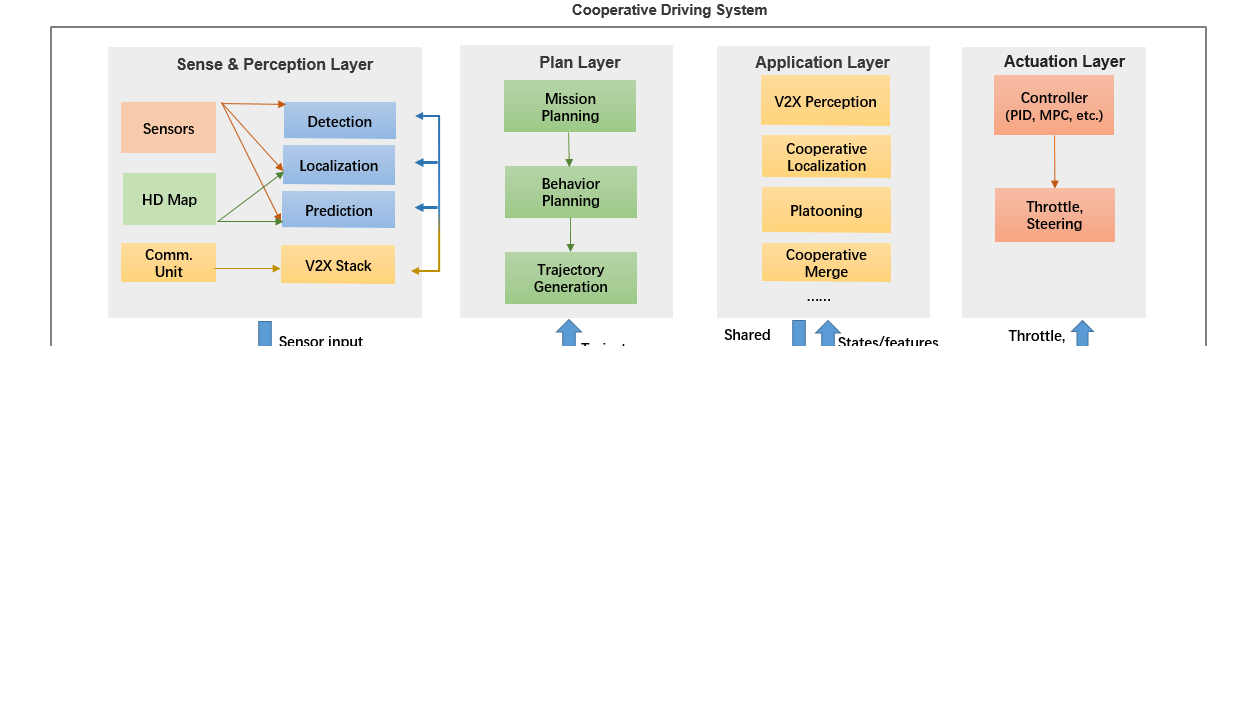 Cooperative Driving System
Sense & Perception Layer
Sensors
HD Map
Comm.
Unit
Detection
Localization
Prediction
V2X Stack
Plan Layer
Mission
Planning
Behavior
Planning
Trajectory
Generation
Application Layer
V2X Perception
Cooperative
Localization
Platooning
Cooperative
Merge
......
Actuation Layer
Controller
(PID, MPC, etc.)
Throttle,
Steering
Sensor input
Shared
States/features
Throttle,